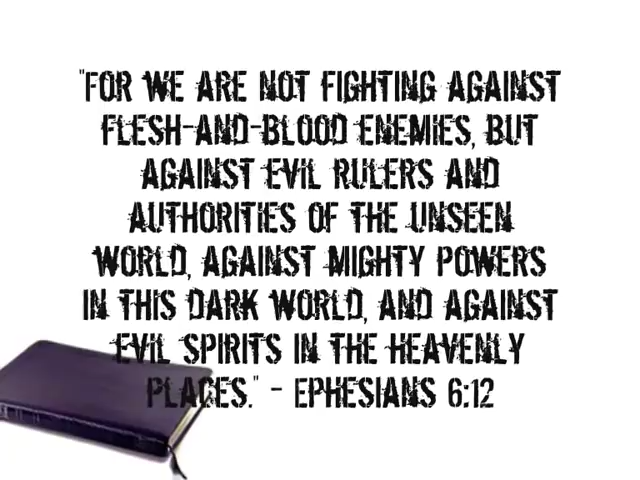 "FOR WE ARE NOT FIGHTING AGAINST
FLESH-AND-BLOOD ENEMIES, BUT
AGAINST EVIL RULERS AND
AUTHORITIES OF THE UNSEEN
WORLD, AGAINST MIGHTY POWERS
IN THIS DARK WORLD, AND AGAINST
EVIL SPIRITS IN THE HEAVENLY
PLACES." - EPHESIANS 6:12